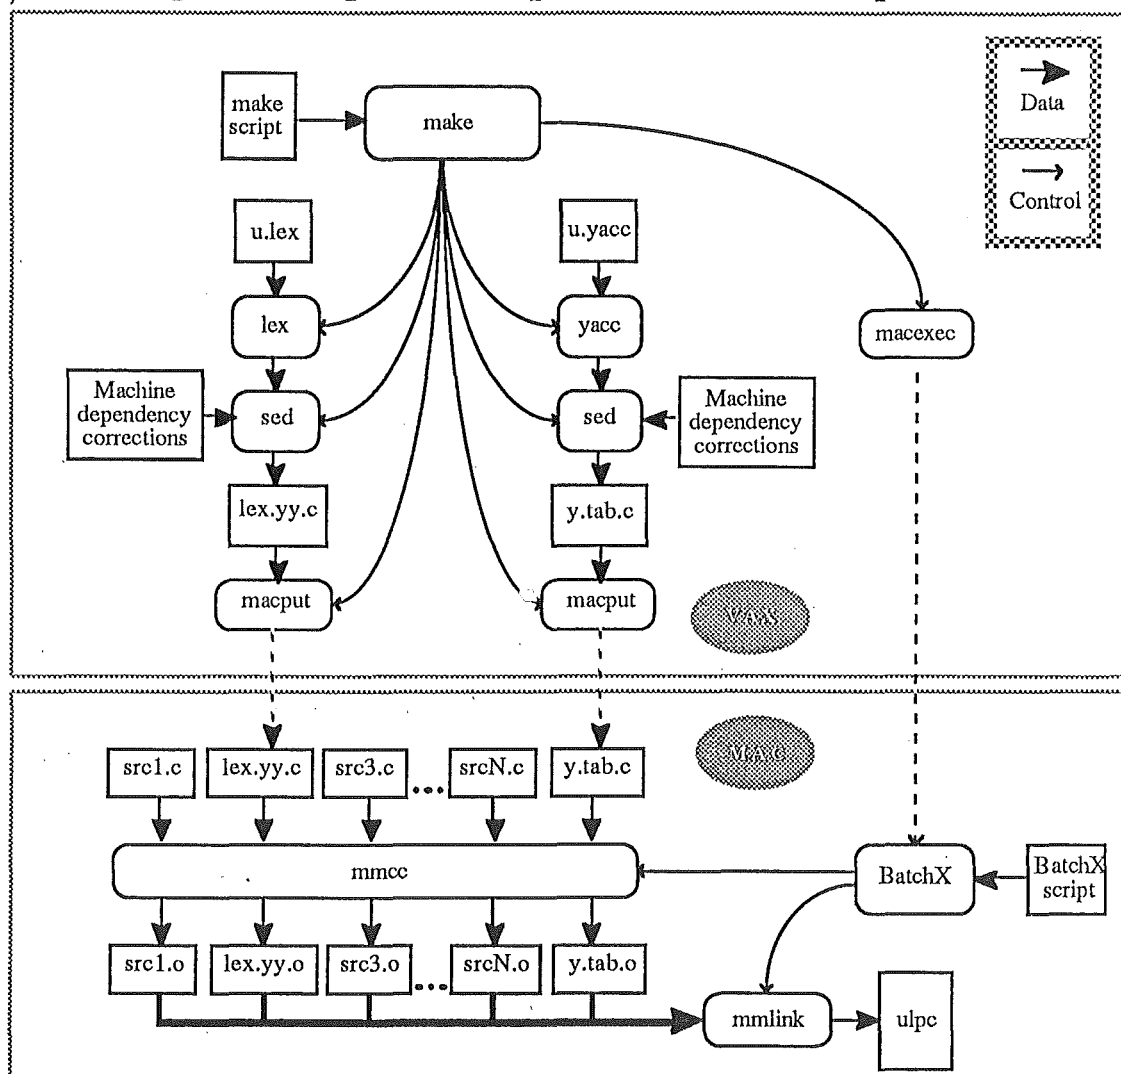 make
script
make
Data
Control
u.lex
u.yacc
lex
yacc
macexec
Machine
dependency
corrections
sed
sed
Machine
dependency
corrections
lex.yy.c
y.tab.c
macput
macput
VAX
MAC
src1.c
lex.yy.c
src3.c
...
srcN.c
y.tab.c
mmcc
BatchX
BatchX
script
src1.o
lex.yy.o
src3.o
...
srcN.o
y.tab.o
mmlink
ulpc